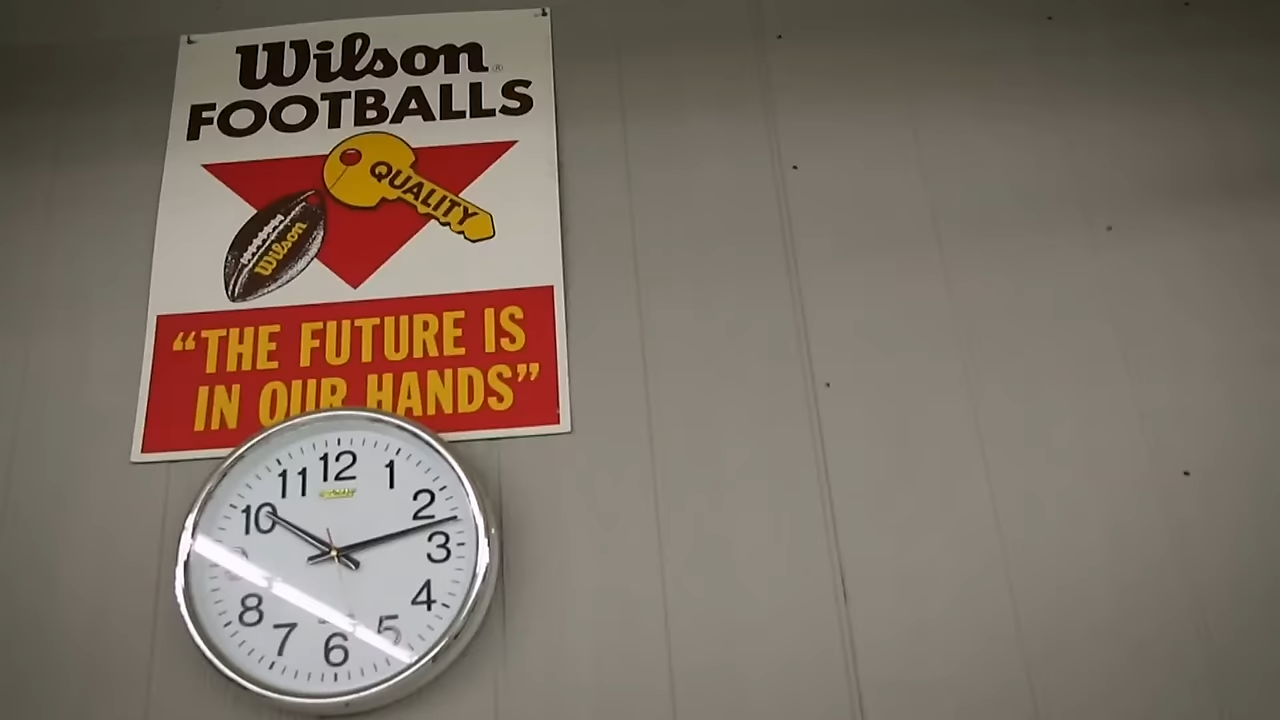 Wilson®
FOOTBALLS
QUALITY
Wilson
“THE FUTURE IS
IN OUR HANDS”
12
11
1
10
2
9
3
8
4
7
5
6